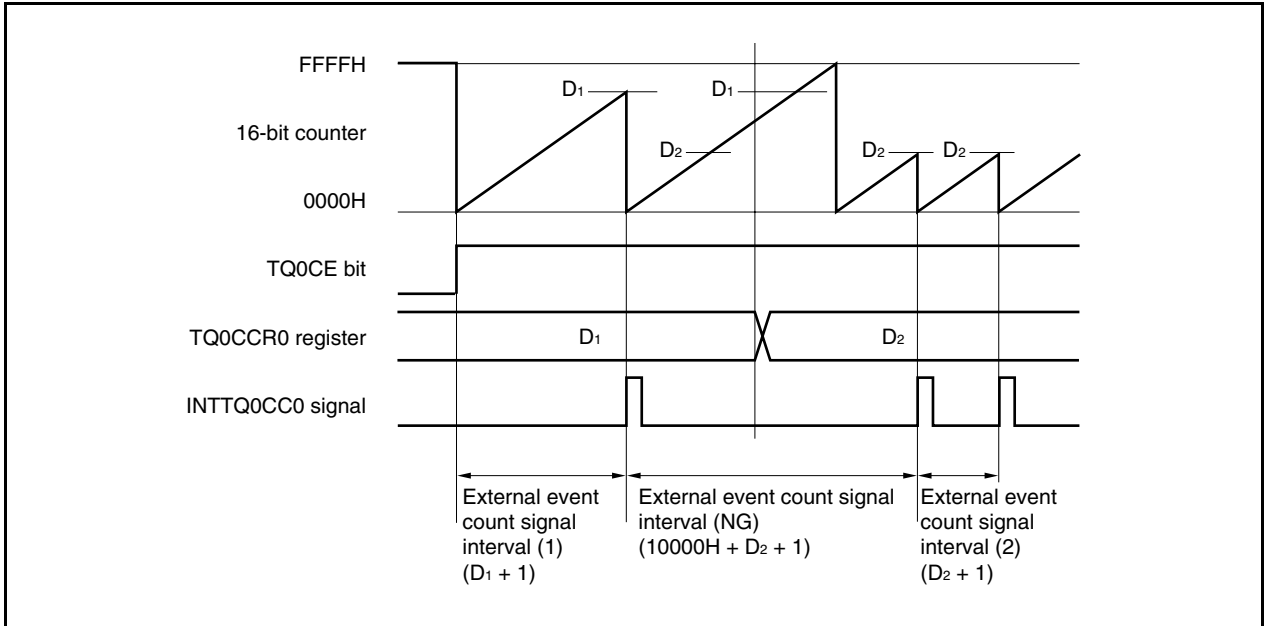 FFFFH
D1
D1
16-bit counter
D2
D2
D2
0000H
TQ0CE bit
TQ0CCR0 register
D1
D2
INTTQ0CC0 signal
External event
count signal
interval (1)
(D1 + 1)
External event count signal
interval (NG)
(10000H + D2 + 1)
External event
count signal
interval (2)
(D2 + 1)